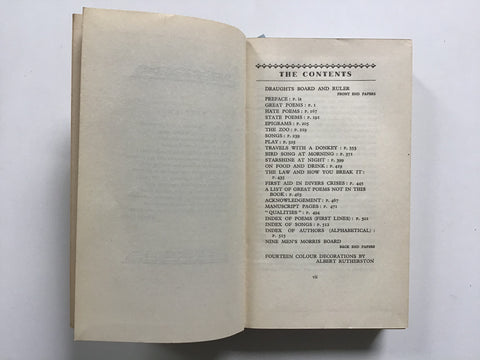 THE CONTENTS
DRAUGHTS BOARD AND RULER
FRONT END PAPERS
PREFACE: p. ix
GREAT POEMS: p. 1
HATE POEMS: p. 167
STATE POEMS: p. 191
EPIGRAMS: p. 205
THE ZOO: p. 219
SONGS: p. 239
PLAY: p. 325
TRAVELS WITH A DONKEY: p. 353
BIRD SONG AT MORNING: p. 371
STARSHINE AT NIGHT: p. 399
ON FOOD AND DRINK: p. 419
THE LAW AND HOW YOU BREAK IT:
p. 435
FIRST AID IN DIVERS CRISES: p. 445
A LIST OF GREAT POEMS NOT IN THIS
BOOK: p. 463
ACKNOWLEDGEMENT: p. 467
MANUSCRIPT PAGES: p. 471
"QUALITIES": p. 494
INDEX OF POEMS (FIRST LINES): p. 502
INDEX OF SONGS: p. 512
INDEX OF AUTHORS (ALPHABETICAL):
p. 515
NINE MEN'S MORRIS BOARD
BACK END PAPERS
FOURTEEN COLOUR DECORATIONS BY
ALBERT RUTHERSTON
vii